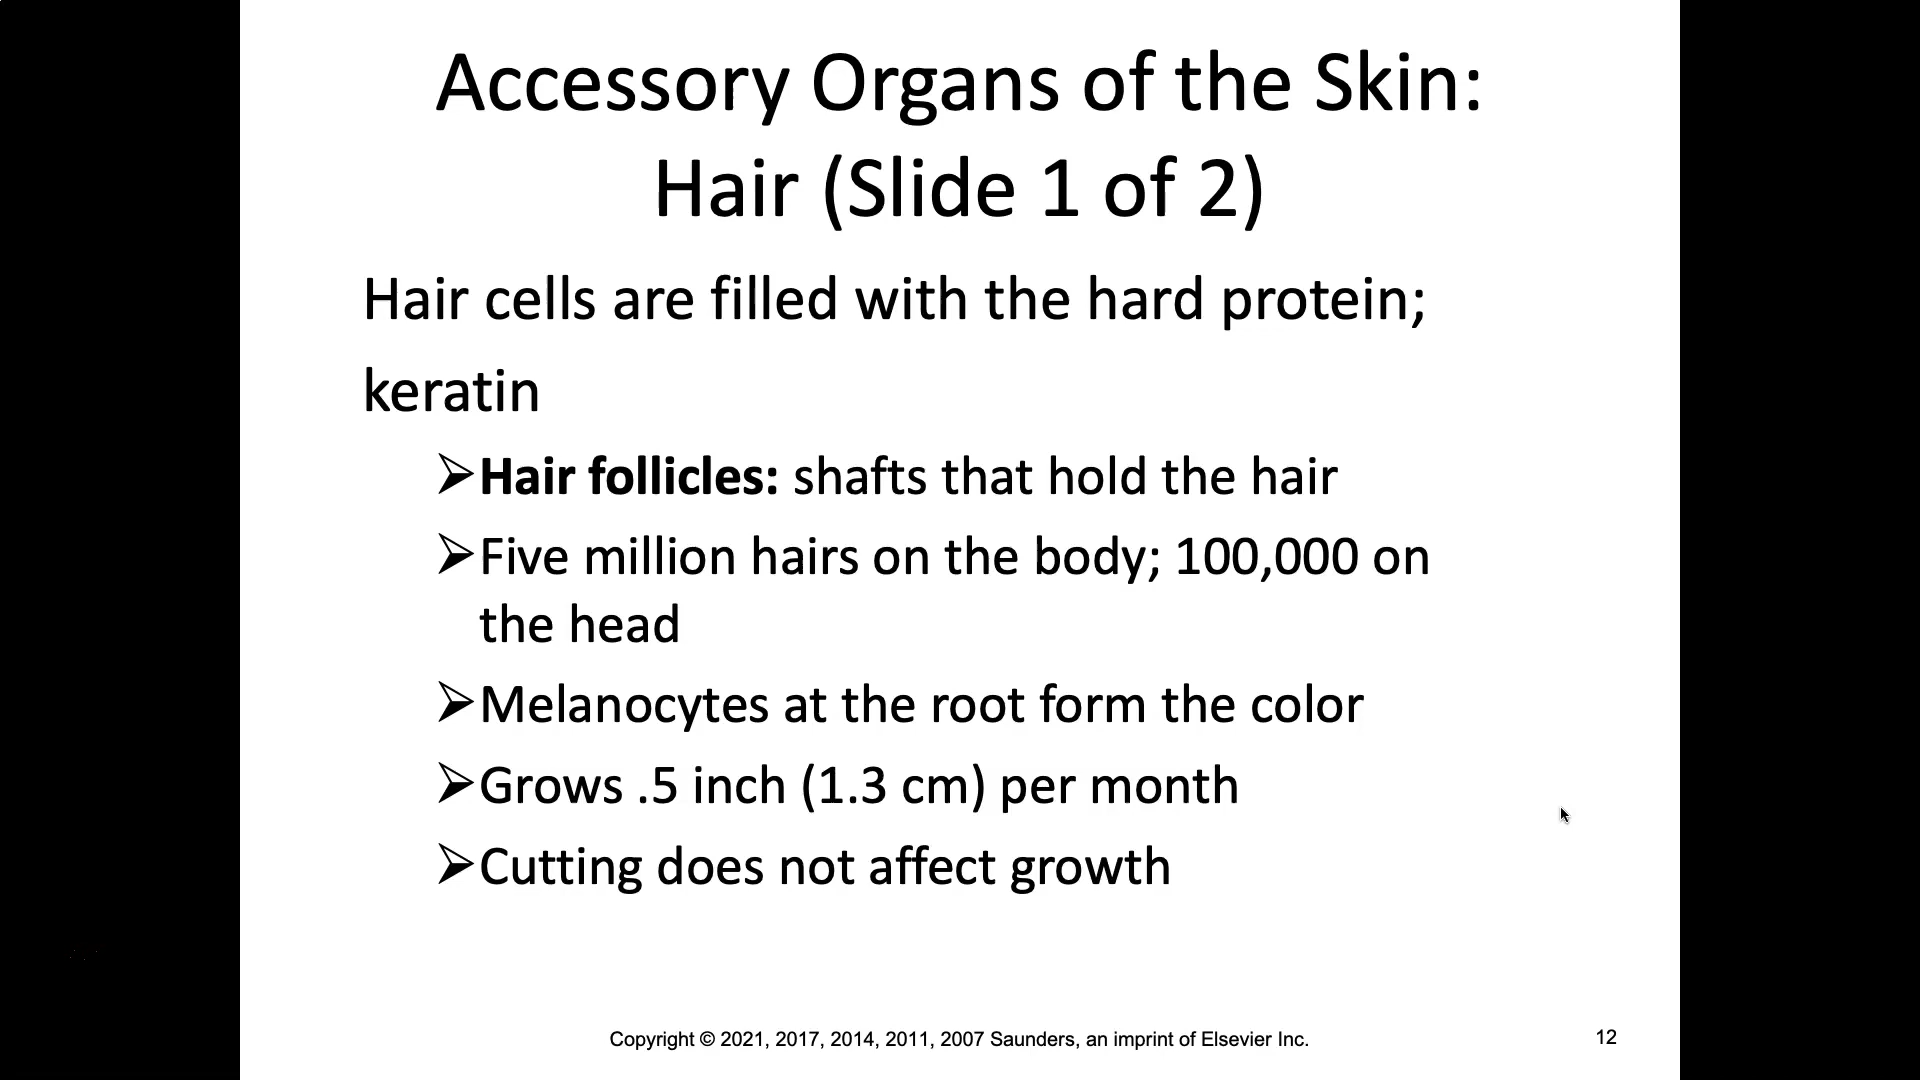 Accessory Organs of the Skin:
Hair (Slide 1 of 2)
Hair cells are filled with the hard protein;
keratin
➢Hair follicles: shafts that hold the hair
➢Five million hairs on the body; 100,000 on
the head
➢Melanocytes at the root form the color
➢Grows .5 inch (1.3 cm) per month
➢Cutting does not affect growth
Copyright © 2021, 2017, 2014, 2011, 2007 Saunders, an imprint of Elsevier Inc.
12